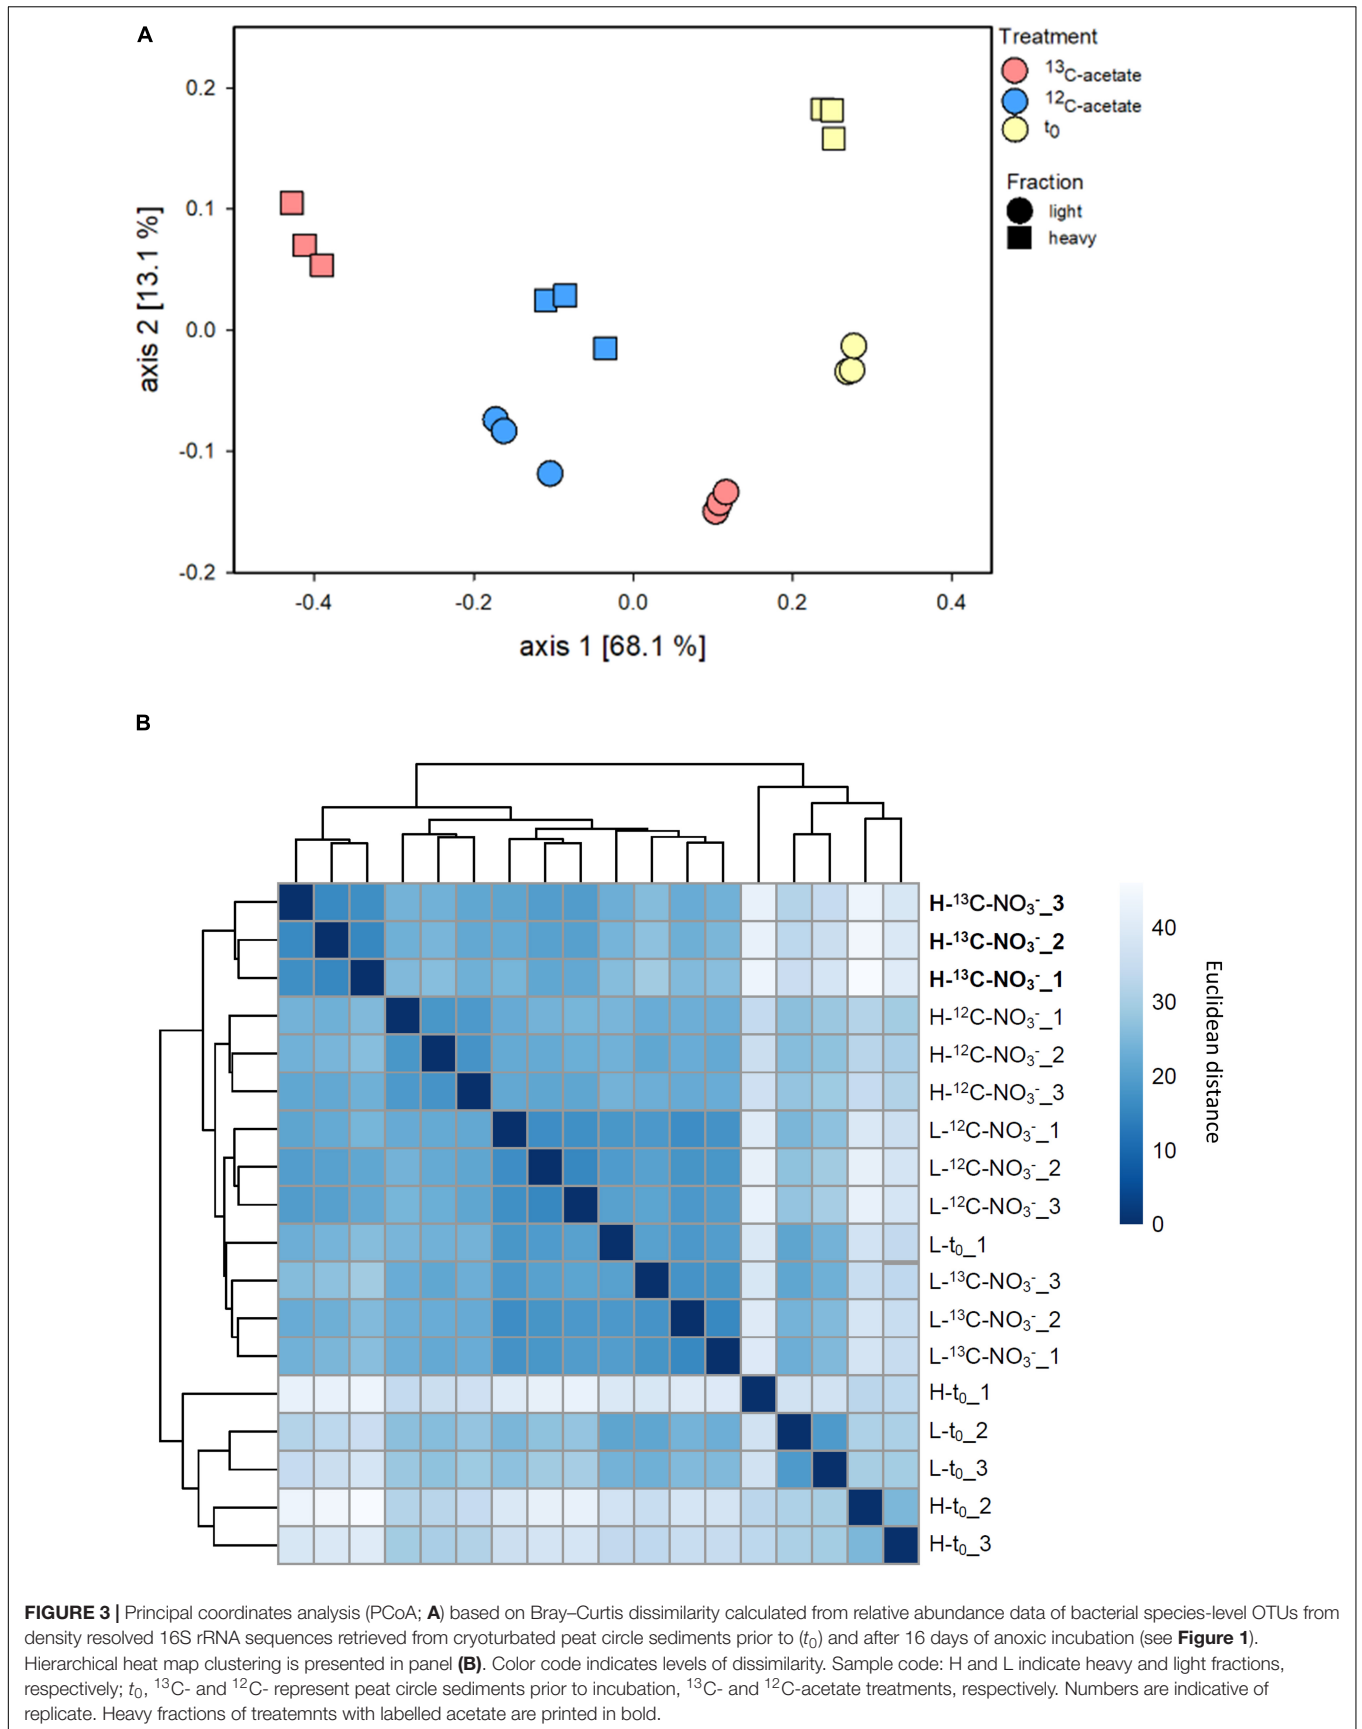 A
Treatment
13C-acetate
12C-acetate
t0
Fraction
light
heavy
0.2
0.1
0.0
-0.1
-0.2
axis 2 [13.1 %]
-0.4 -0.2 0.0 0.2 0.4
axis 1 [68.1 %]
B
H-¹³C-NO₃⁻_3
H-¹³C-NO₃⁻_2
H-¹³C-NO₃⁻_1
H-¹²C-NO₃⁻_1
H-¹²C-NO₃⁻_2
H-¹²C-NO₃⁻_3
L-¹²C-NO₃⁻_1
L-¹²C-NO₃⁻_2
L-¹²C-NO₃⁻_3
L-t₀_1
L-¹³C-NO₃⁻_3
L-¹³C-NO₃⁻_2
L-¹³C-NO₃⁻_1
H-t₀_1
L-t₀_2
L-t₀_3
H-t₀_2
H-t₀_3
40
30
20
10
0
Euclidean distance
FIGURE 3 | Principal coordinates analysis (PCoA; A) based on Bray–Curtis dissimilarity calculated from relative abundance data of bacterial species-level OTUs from
density resolved 16S rRNA sequences retrieved from cryoturbated peat circle sediments prior to (t₀) and after 16 days of anoxic incubation (see Figure 1).
Hierarchical heat map clustering is presented in panel (B). Color code indicates levels of dissimilarity. Sample code: H and L indicate heavy and light fractions,
respectively; t₀, ¹³C- and ¹²C- represent peat circle sediments prior to incubation, ¹³C- and ¹²C-acetate treatments, respectively. Numbers are indicative of
replicate. Heavy fractions of treatemnts with labelled acetate are printed in bold.